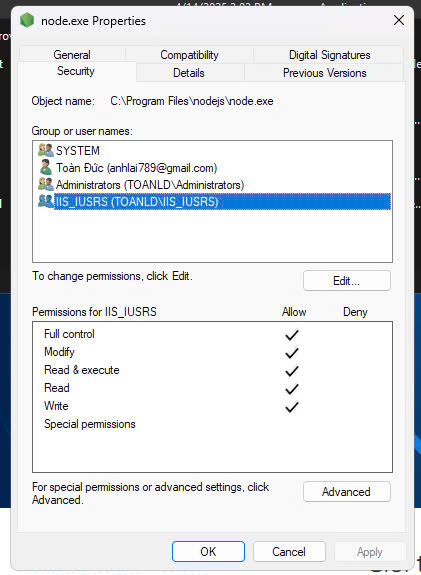 node.exe Properties
General
Compatibility
Digital Signatures
Security
Details
Previous Versions
Object name: C:\Program Files\nodejs\node.exe
Group or user names:
SYSTEM
Toàn Đức (anhlai789@gmail.com)
Administrators (TOANLD\Administrators)
IIS_IUSRS (TOANLD\IIS_IUSRS)
To change permissions, click Edit.
Edit...
Permissions for IIS_IUSRS Allow Deny
Full control
Modify
Read & execute
Read
Write
Special permissions
For special permissions or advanced settings, click
Advanced.
Advanced
OK Cancel Apply